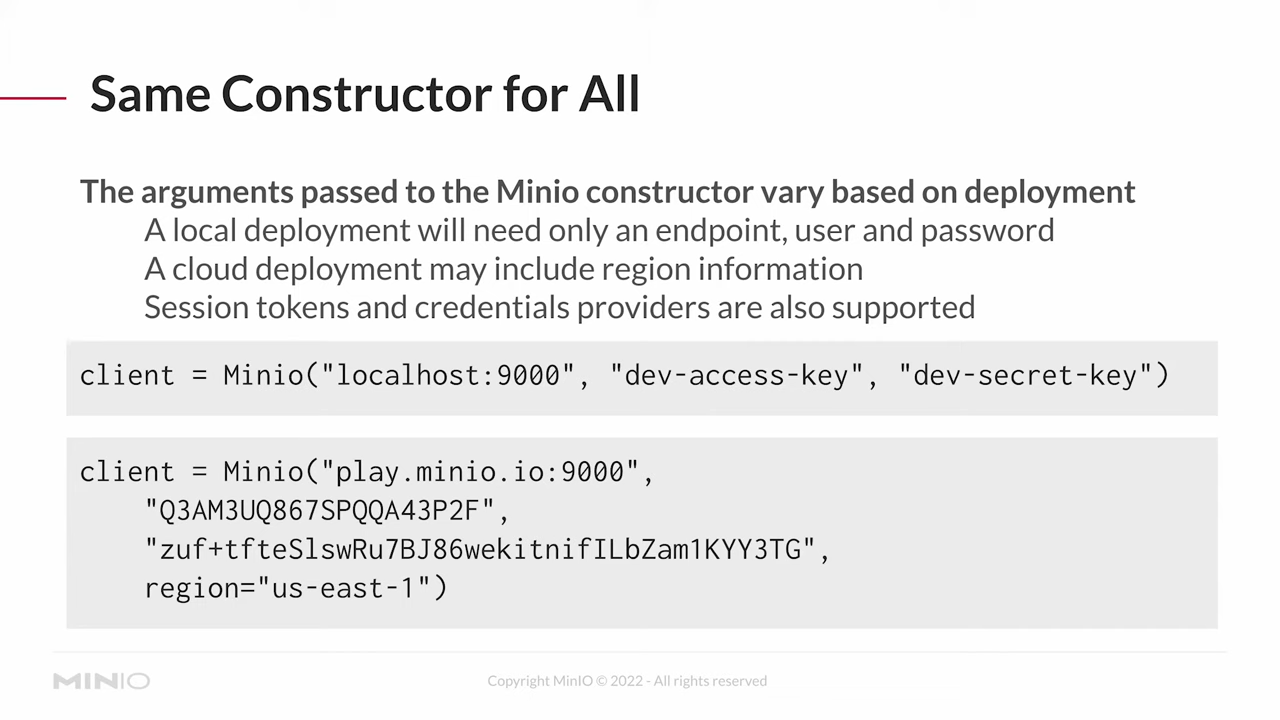 Same Constructor for All
The arguments passed to the Minio constructor vary based on deployment
A local deployment will need only an endpoint, user and password
A cloud deployment may include region information
Session tokens and credentials providers are also supported
client = Minio("localhost:9000", "dev-access-key", "dev-secret-key")
client = Minio("play.minio.io:9000",
"Q3AM3UQ867SPQQA43P2F",
"zuf+tfteSlswRu7BJ86wekitnifILbZam1KYY3TG",
region="us-east-1")
MINIO
Copyright MinIO © 2022 - All rights reserved